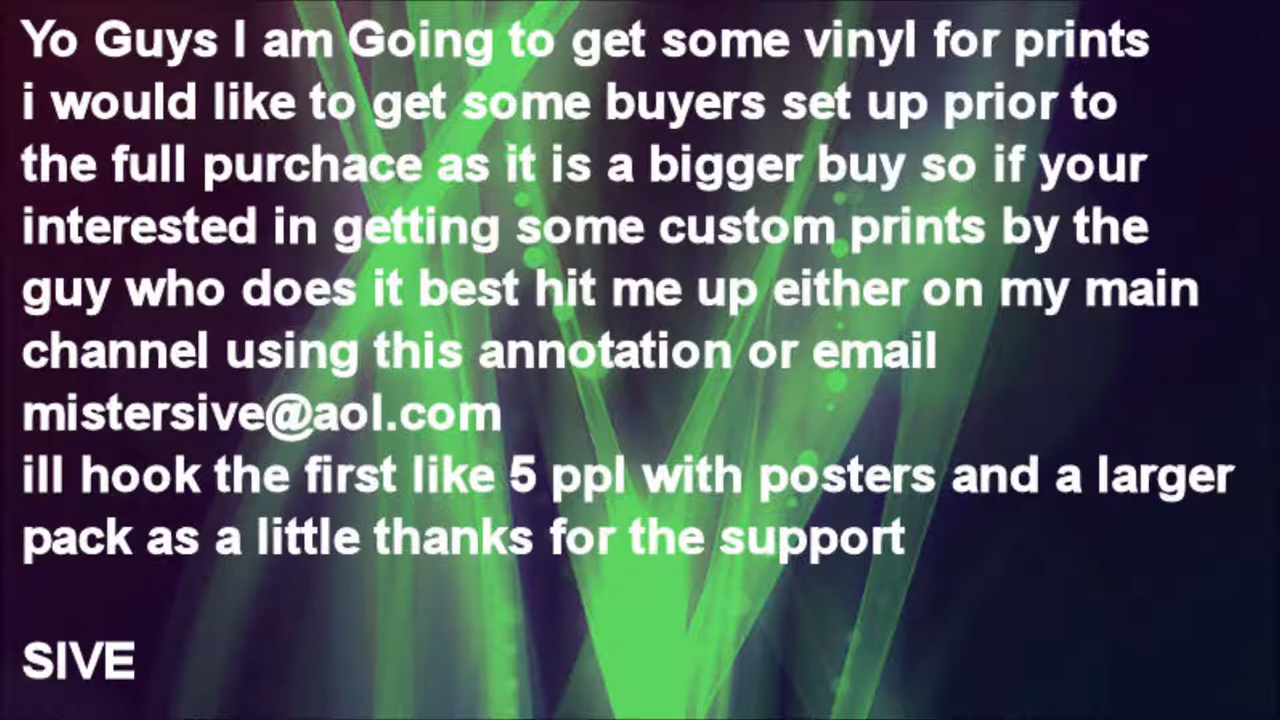 Yo Guys I am Going to get some vinyl for prints
i would like to get some buyers set up prior to
the full purchace as it is a bigger buy so if your
interested in getting some custom prints by the
guy who does it best hit me up either on my main
channel using this annotation or email
mistersive@aol.com
ill hook the first like 5 ppl with posters and a larger
pack as a little thanks for the support
SIVE